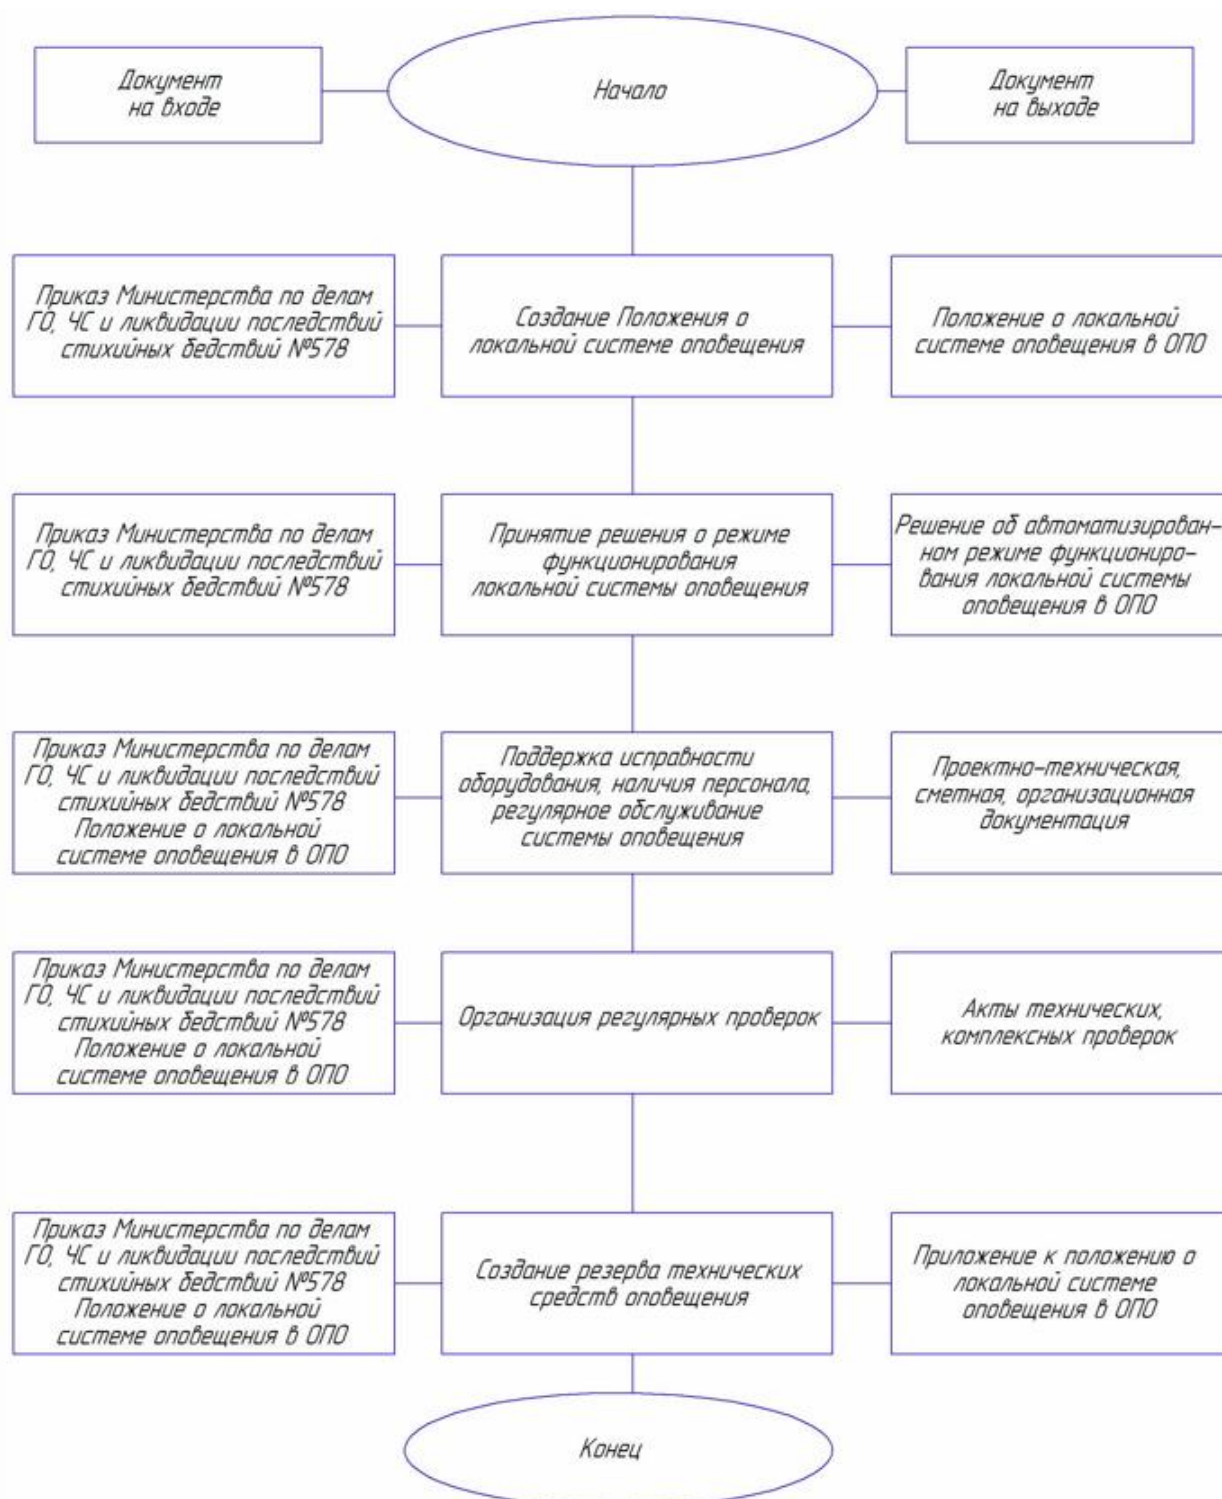 Документ
на входе
Начало
Документ
на выходе
Приказ Министерства по делам
ГО, ЧС и ликвидации последствий
стихийных бедствий №578
Создание Положения о
локальной системе оповещения
Положение о локальной
системе оповещения в ОПО
Приказ Министерства по делам
ГО, ЧС и ликвидации последствий
стихийных бедствий №578
Принятие решения о режиме
функционирования
локальной системы оповещения
Решение об автоматизирован-
ном режиме функциониро-
вания локальной системы
оповещения в ОПО
Приказ Министерства по делам
ГО, ЧС и ликвидации последствий
стихийных бедствий №578
Положение о локальной
системе оповещения в ОПО
Поддержка исправности
оборудования, наличия персонала,
регулярное обслуживание
системы оповещения
Проектно-техническая,
сметная, организационная
документация
Приказ Министерства по делам
ГО, ЧС и ликвидации последствий
стихийных бедствий №578
Положение о локальной
системе оповещения в ОПО
Организация регулярных проверок
Акты технических,
комплексных проверок
Приказ Министерства по делам
ГО, ЧС и ликвидации последствий
стихийных бедствий №578
Положение о локальной
системе оповещения в ОПО
Создание резерва технических
средств оповещения
Приложение к положению о
локальной системе
оповещения в ОПО
Конец